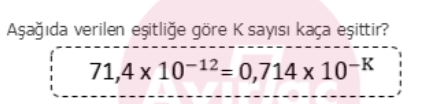 Aşağıda verilen eşitliğe göre K sayısı kaça eşittir?
71,4 x 10⁻¹² = 0,714 x 10⁻ᴷ